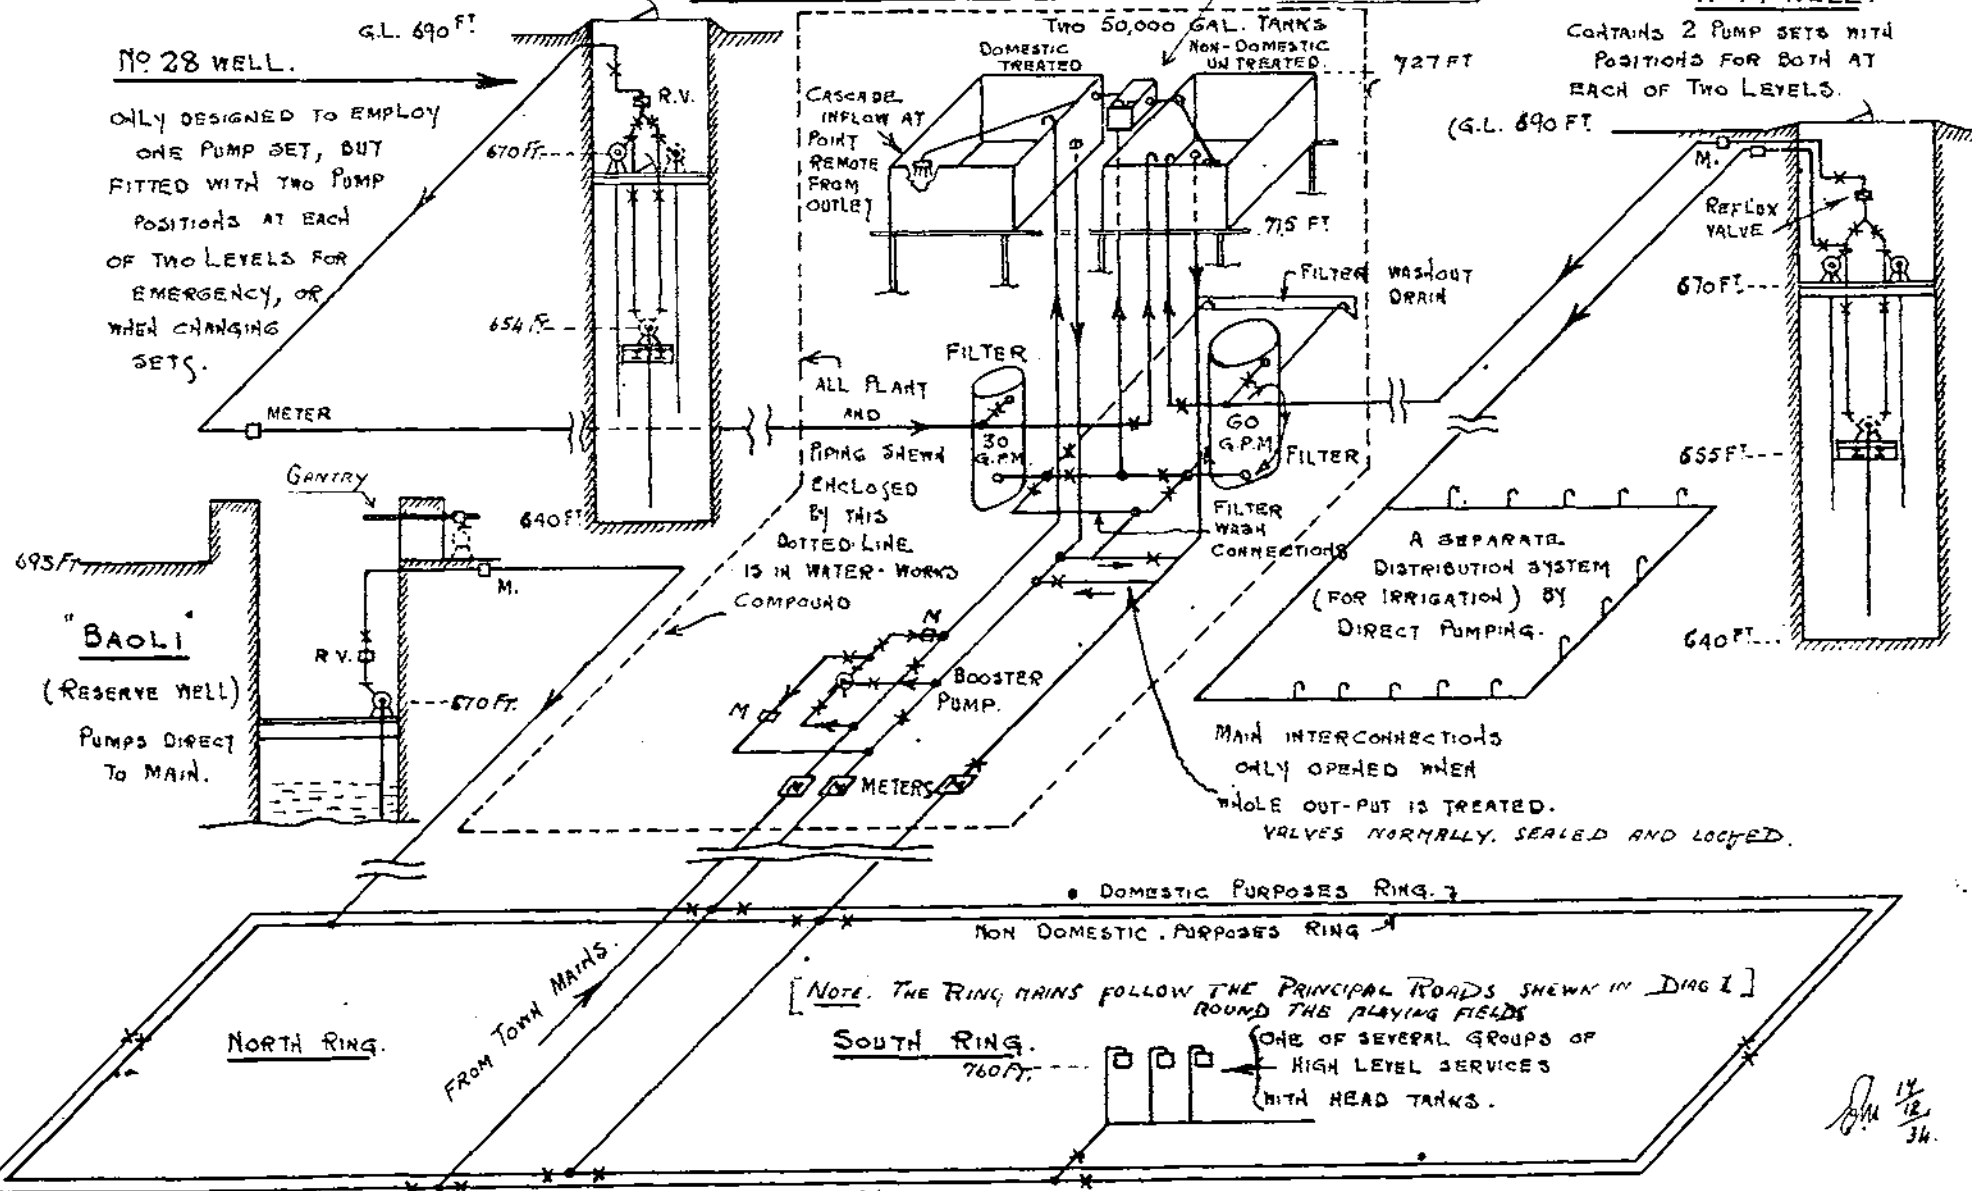 G.L. 690 FT.
No 28 WELL.
ONLY DESIGNED TO EMPLOY
ONE PUMP SET, BUT
FITTED WITH TWO PUMP
POSITIONS AT EACH
OF TWO LEVELS FOR
EMERGENCY, OR
WHEN CHANGING
SETS.
R.V.
670 FT.
654 FT.
640 FT
METER
TWO 50,000 GAL. TANKS
DOMESTIC
TREATED
NON-DOMESTIC
UNTREATED.
727 FT
CASCADE
INFLOW AT
POINT
REMOTE
FROM
OUTLET
715 FT
FILTER WASHOUT
DRAIN
CONTAINS 2 PUMP SETS WITH
POSITIONS FOR BOTH AT
EACH OF TWO LEVELS.
(G.L. 690 FT.
M.
REFLUX
VALVE
670 FT.
655 FT.
640 FT.
FILTER
30
G.P.M
60
G.P.M
FILTER
FILTER
WASH
CONNECTIONS
ALL PLANT
AND
PIPING SHEWN
ENCLOSED
BY THIS
DOTTED LINE
IS IN WATER-WORKS
COMPOUND
GANTRY
693 FT
M.
"BAOLI"
(RESERVE WELL)
PUMPS DIRECT
TO MAIN.
R V.
670 FT.
A SEPARATE
DISTRIBUTION SYSTEM
(FOR IRRIGATION) BY
DIRECT PUMPING.
M
M
BOOSTER
PUMP.
METERS
MAIN INTERCONNECTIONS
ONLY OPENED WHEN
WHOLE OUT-PUT IS TREATED.
VALVES NORMALLY. SEALED AND LOCKED.
DOMESTIC PURPOSES RING.
NON DOMESTIC. PURPOSES RING
[NOTE. THE RING MAINS FOLLOW THE PRINCIPAL ROADS SHEWN IN DIAG I]
ROUND THE PLAYING FIELDS
NORTH RING.
FROM TOWN MAINS.
SOUTH RING.
760 FT.
ONE OF SEVERAL GROUPS OF
HIGH LEVEL SERVICES
WITH HEAD TANKS.